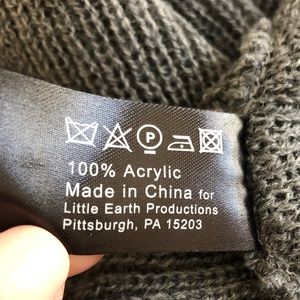 P
100% Acrylic
Made in China for
Little Earth Productions
Pittsburgh, PA 15203